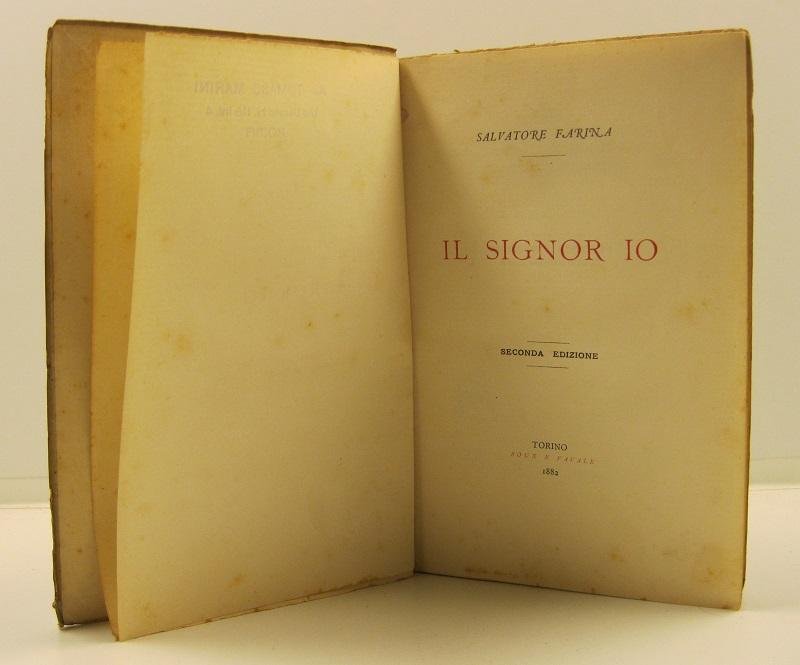 SALVATORE FARINA
IL SIGNOR IO
SECONDA EDIZIONE
TORINO
ROUX E FAVALE
1882